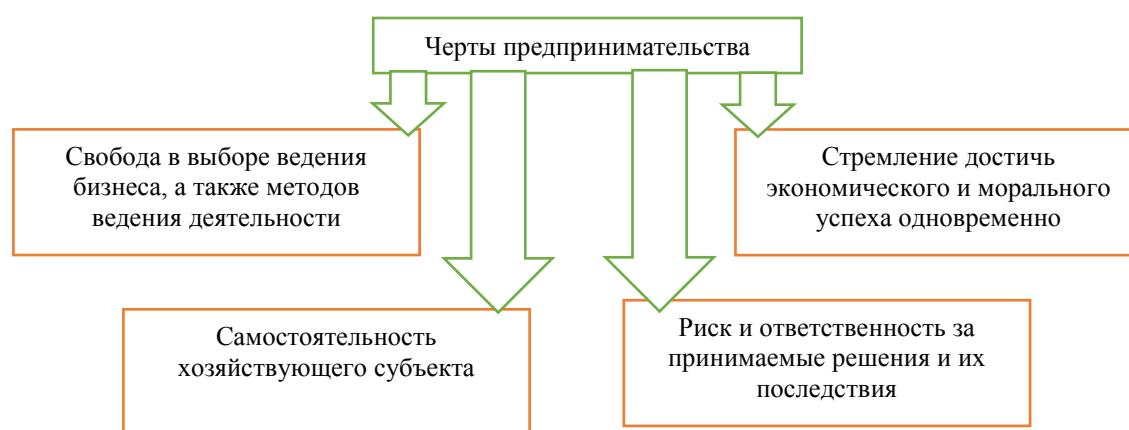 Черты предпринимательства
Свобода в выборе ведения
бизнеса, а также методов
ведения деятельности
Стремление достичь
экономического и морального
успеха одновременно
Самостоятельность
хозяйствующего субъекта
Риск и ответственность за
принимаемые решения и их
последствия